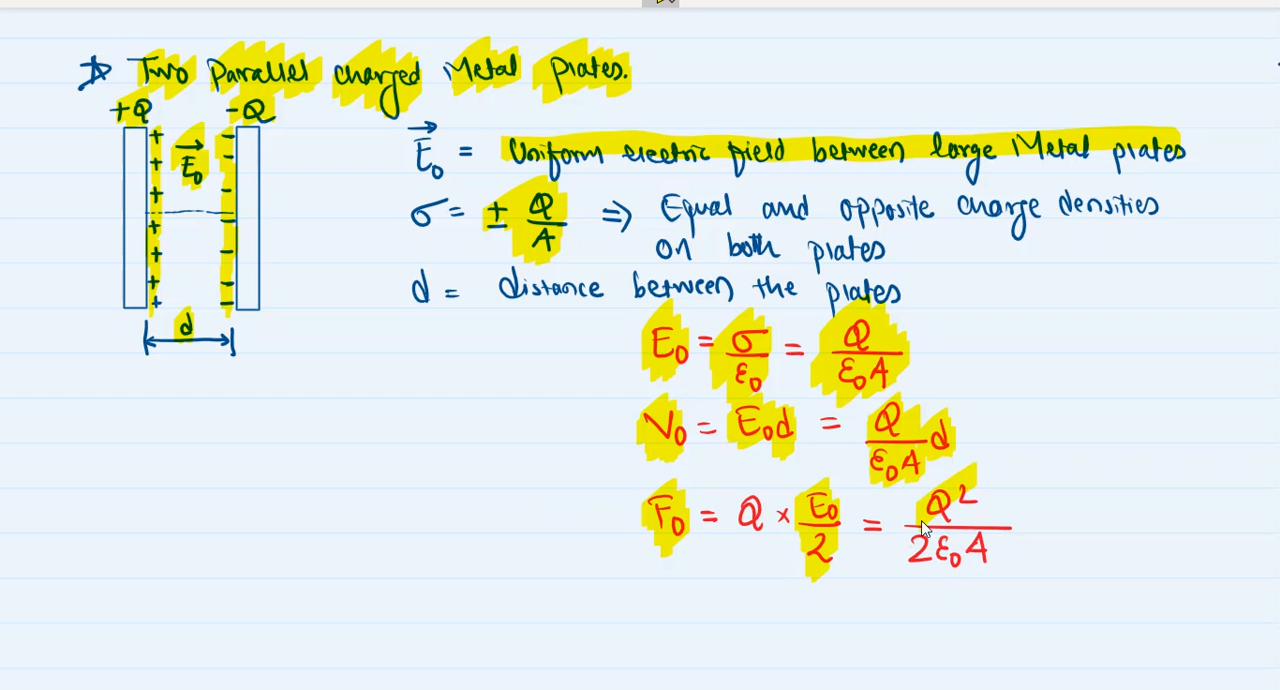 Two Parallel charged Metal plates.
+Q -Q
+ + + + + + +
E₀
- - - - - - -
d
E₀ = Uniform electric field between large Metal plates
σ = ± Q/A ⇒ Equal and opposite charge densities
on both plates
d = distance between the plates
E₀ = σ/ε₀ = Q/ε₀A
V₀ = E₀d = Q/ε₀A d
F₀ = Q × E₀/2 = Q²/2ε₀A